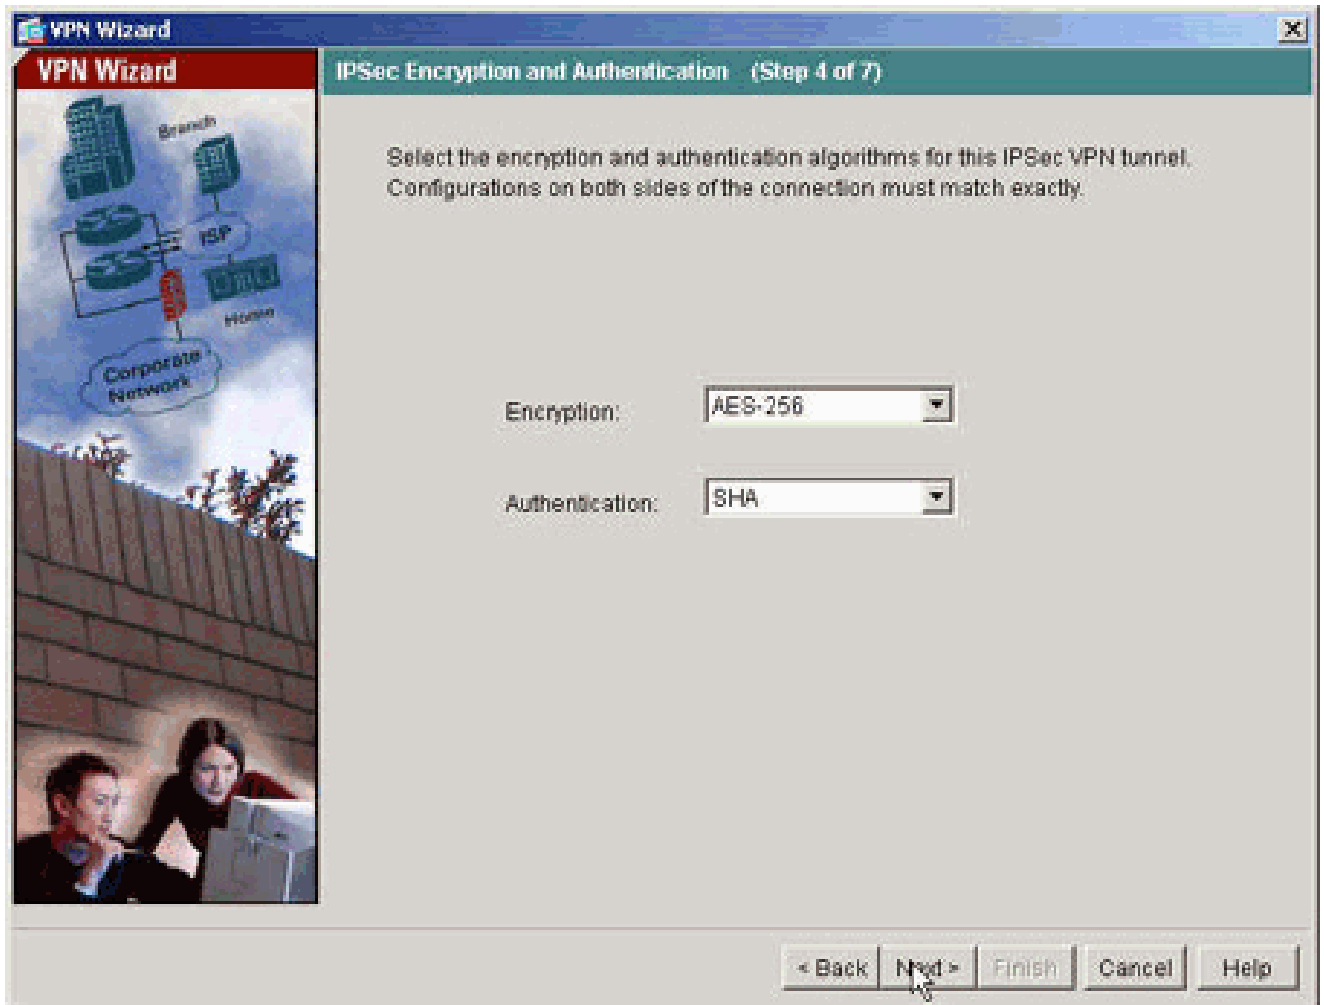 VPN Wizard
VPN Wizard
IPSec Encryption and Authentication (Step 4 of 7)
Branch
ISP
Home
Corporate
Network
Select the encryption and authentication algorithms for this IPSec VPN tunnel.
Configurations on both sides of the connection must match exactly.
Encryption:
AES-256
Authentication:
SHA
< Back
Next >
Finish
Cancel
Help